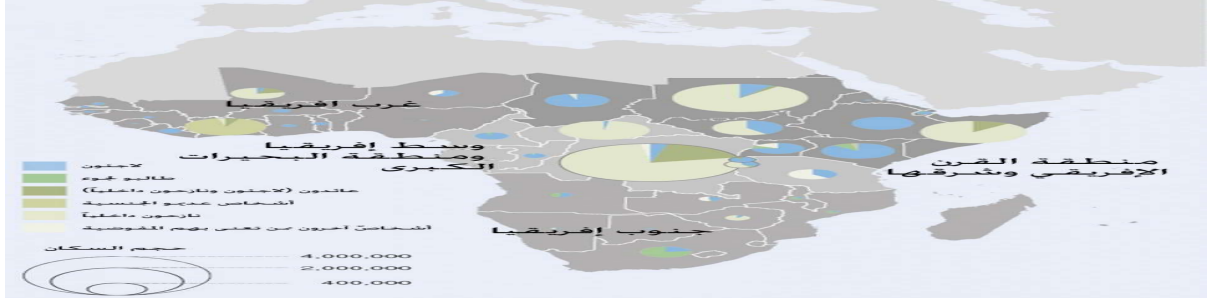 غرب إفريقيا
وسط إفريقيا
ومنطقة البحيرات
الكبرى
منطقة القرن
الإفريقي وشرقها
جنوب إفريقيا
لاجئون
طالبو لجوء
عائدون (لاجئون ونازحون داخلياً)
أشخاص عديمو الجنسية
نازحون داخلياً
أشخاص آخرون ممن تعنى بهم المفوضية
حجم السكان
4,000,000
2,000,000
400,000